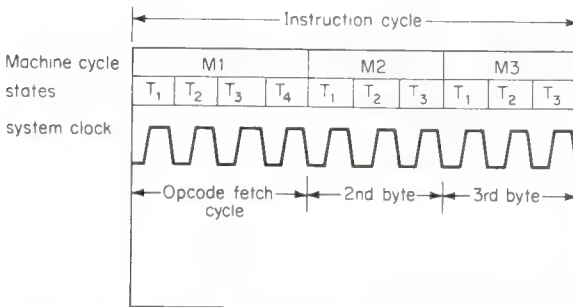 Instruction cycle
Machine cycle M1 M2 M3
states T1 T2 T3 T4 T1 T2 T3 T1 T2 T3
system clock
Opcode fetch cycle 2nd byte 3rd byte